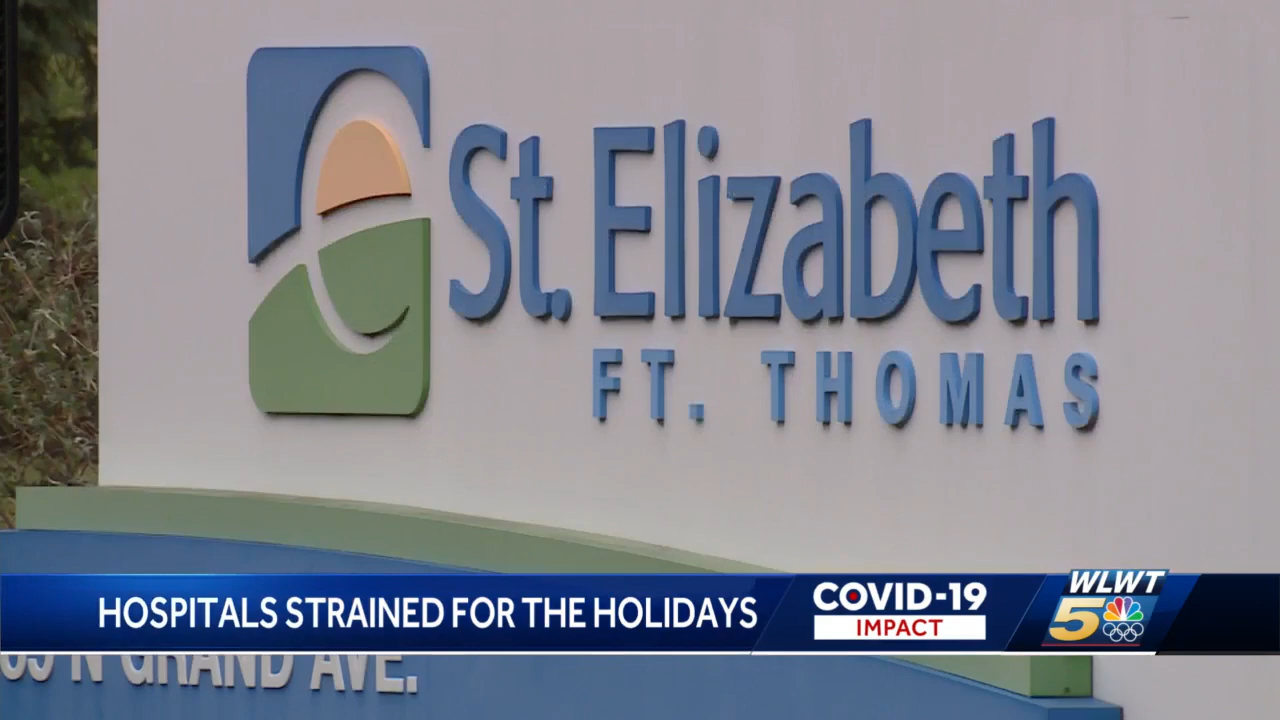 St. Elizabeth
FT. THOMAS
HOSPITALS STRAINED FOR THE HOLIDAYS
COVID-19
IMPACT
WLWT
5
N GRAND AVE.